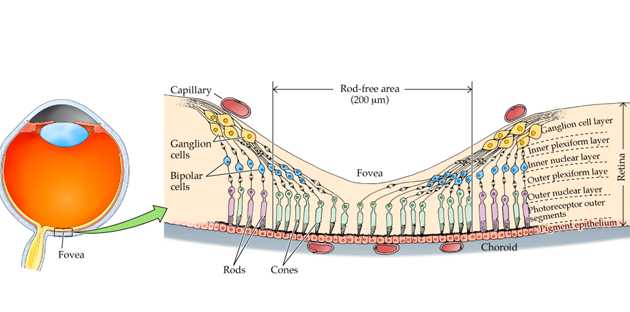 Capillary
Rod-free area
(200 µm)
Ganglion
cells
Bipolar
cells
Fovea
Ganglion cell layer
Inner plexiform layer
Inner nuclear layer
Outer plexiform laye
Outer nuclear layer
Photoreceptor outer
segments
Pigment epithelium
Retina
Choroid
Rods
Cones
Fovea